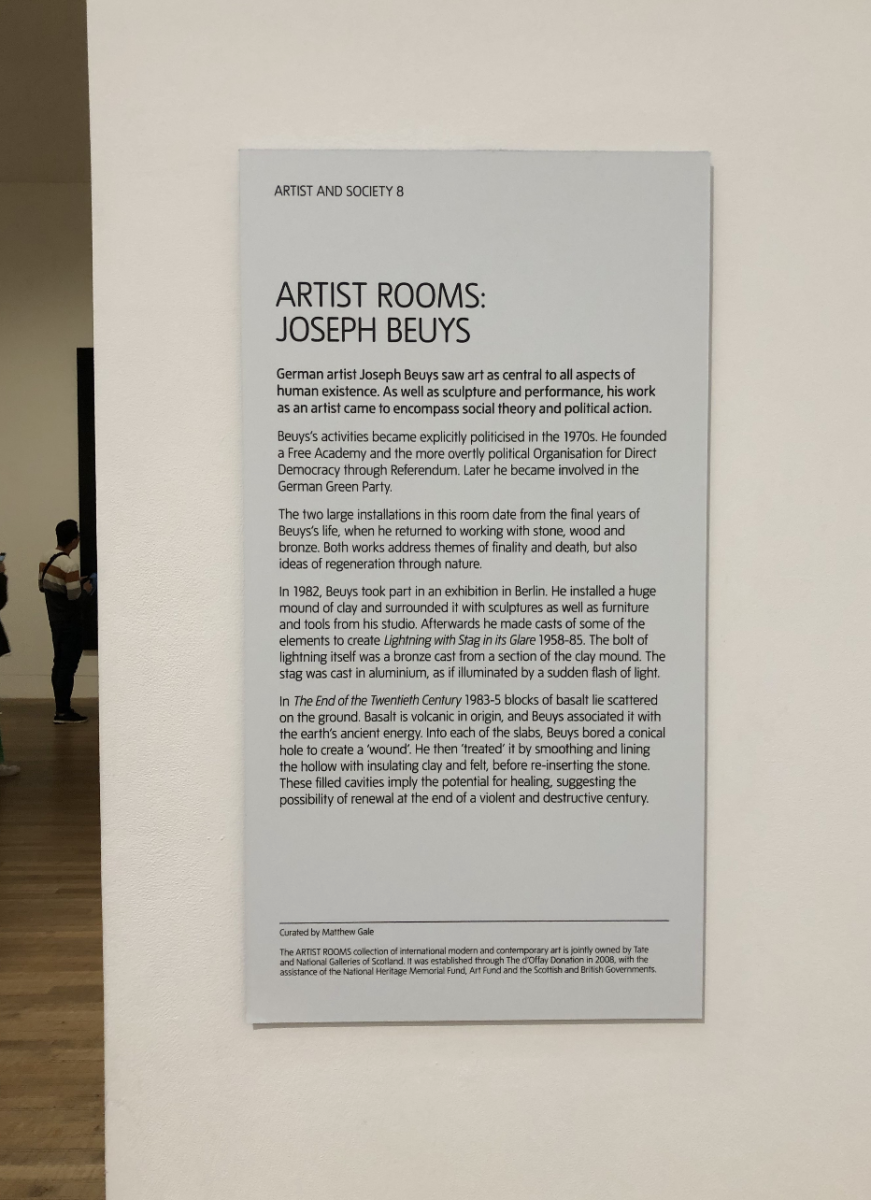 ARTIST AND SOCIETY 8
ARTIST ROOMS:
JOSEPH BEUYS
German artist Joseph Beuys saw art as central to all aspects of
human existence. As well as sculpture and performance, his work
as an artist came to encompass social theory and political action.
Beuys's activities became explicitly politicised in the 1970s. He founded
a Free Academy and the more overtly political Organisation for Direct
Democracy through Referendum. Later he became involved in the
German Green Party.
The two large installations in this room date from the final years of
Beuys's life, when he returned to working with stone, wood and
bronze. Both works address themes of finality and death, but also
ideas of regeneration through nature.
In 1982, Beuys took part in an exhibition in Berlin. He installed a huge
mound of clay and surrounded it with sculptures as well as furniture
and tools from his studio. Afterwards he made casts of some of the
elements to create Lightning with Stag in its Glare 1958-85. The bolt of
lightning itself was a bronze cast from a section of the clay mound. The
stag was cast in aluminium, as if illuminated by a sudden flash of light.
In The End of the Twentieth Century 1983-5 blocks of basalt lie scattered
on the ground. Basalt is volcanic in origin, and Beuys associated it with
the earth's ancient energy. Into each of the slabs, Beuys bored a conical
hole to create a 'wound'. He then 'treated' it by smoothing and lining
the hollow with insulating clay and felt, before re-inserting the stone.
These filled cavities imply the potential for healing, suggesting the
possibility of renewal at the end of a violent and destructive century.
Curated by Matthew Gale
The ARTIST ROOMS collection of international modern and contemporary art is jointly owned by Tate
and National Galleries of Scotland. It was established through The d'Offay Donation in 2008, with the
assistance of the National Heritage Memorial Fund, Art Fund and the Scottish and British Governments.